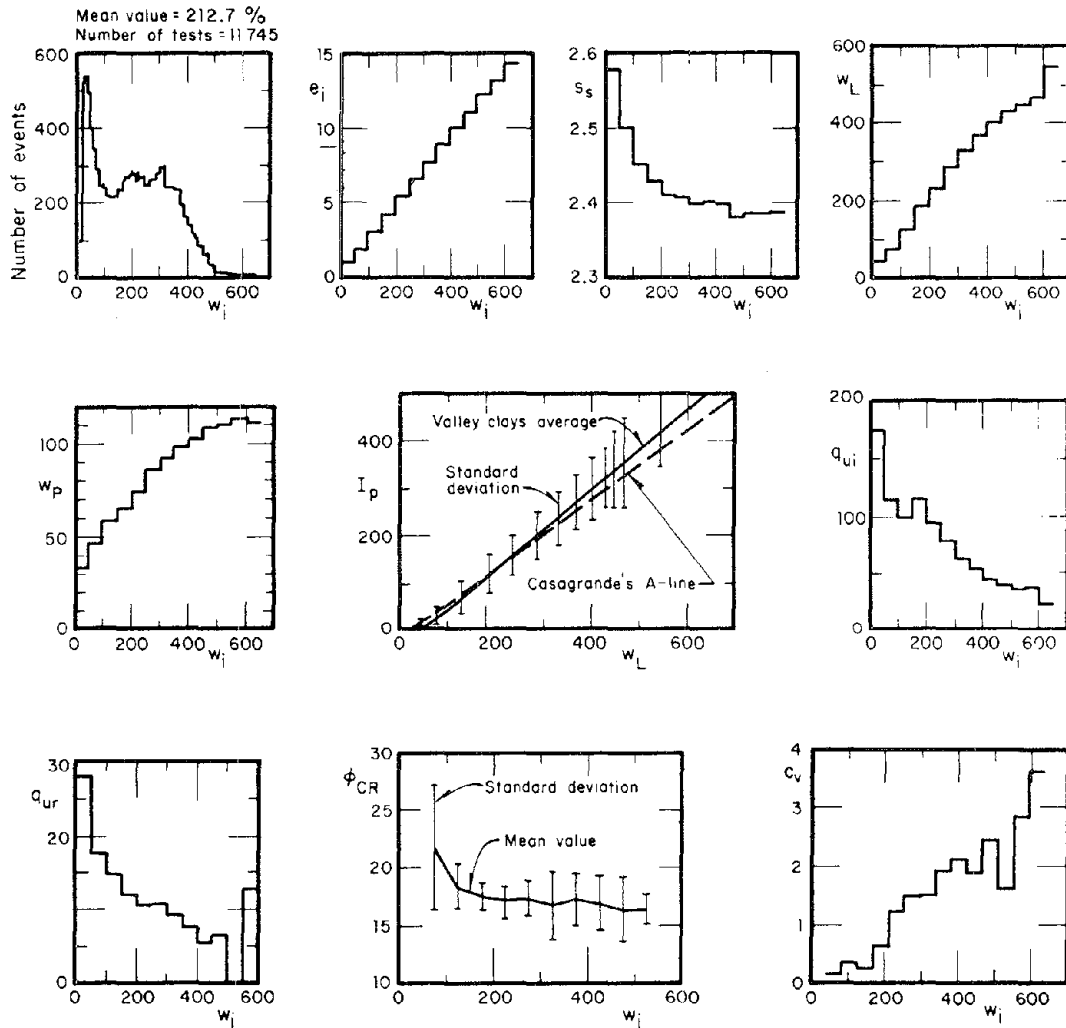 Mean value = 212.7 %
Number of tests = 11 745
Number of events
600
400
200
0
0 200 400 600
w_i
e_i
15
10
5
0
0 200 400 600
w_i
s_s
2.6
2.5
2.4
2.3
0 200 400 600
w_i
w_L
600
500
400
200
0
0 200 400 600
w_i
w_P
100
50
0
0 200 400 600
w_i
I_p
400
200
0
Valley clays average
Standard
deviation
Casagrande's A-line
0 200 400 600
w_L
q_ui
200
100
0
0 200 400 600
w_i
q_ur
30
20
10
0
0 200 400 600
w_i
φ_CR
30
25
20
15
10
Standard deviation
Mean value
0 200 400 600
w_i
c_v
4
3
2
1
0
0 200 400 600
w_i